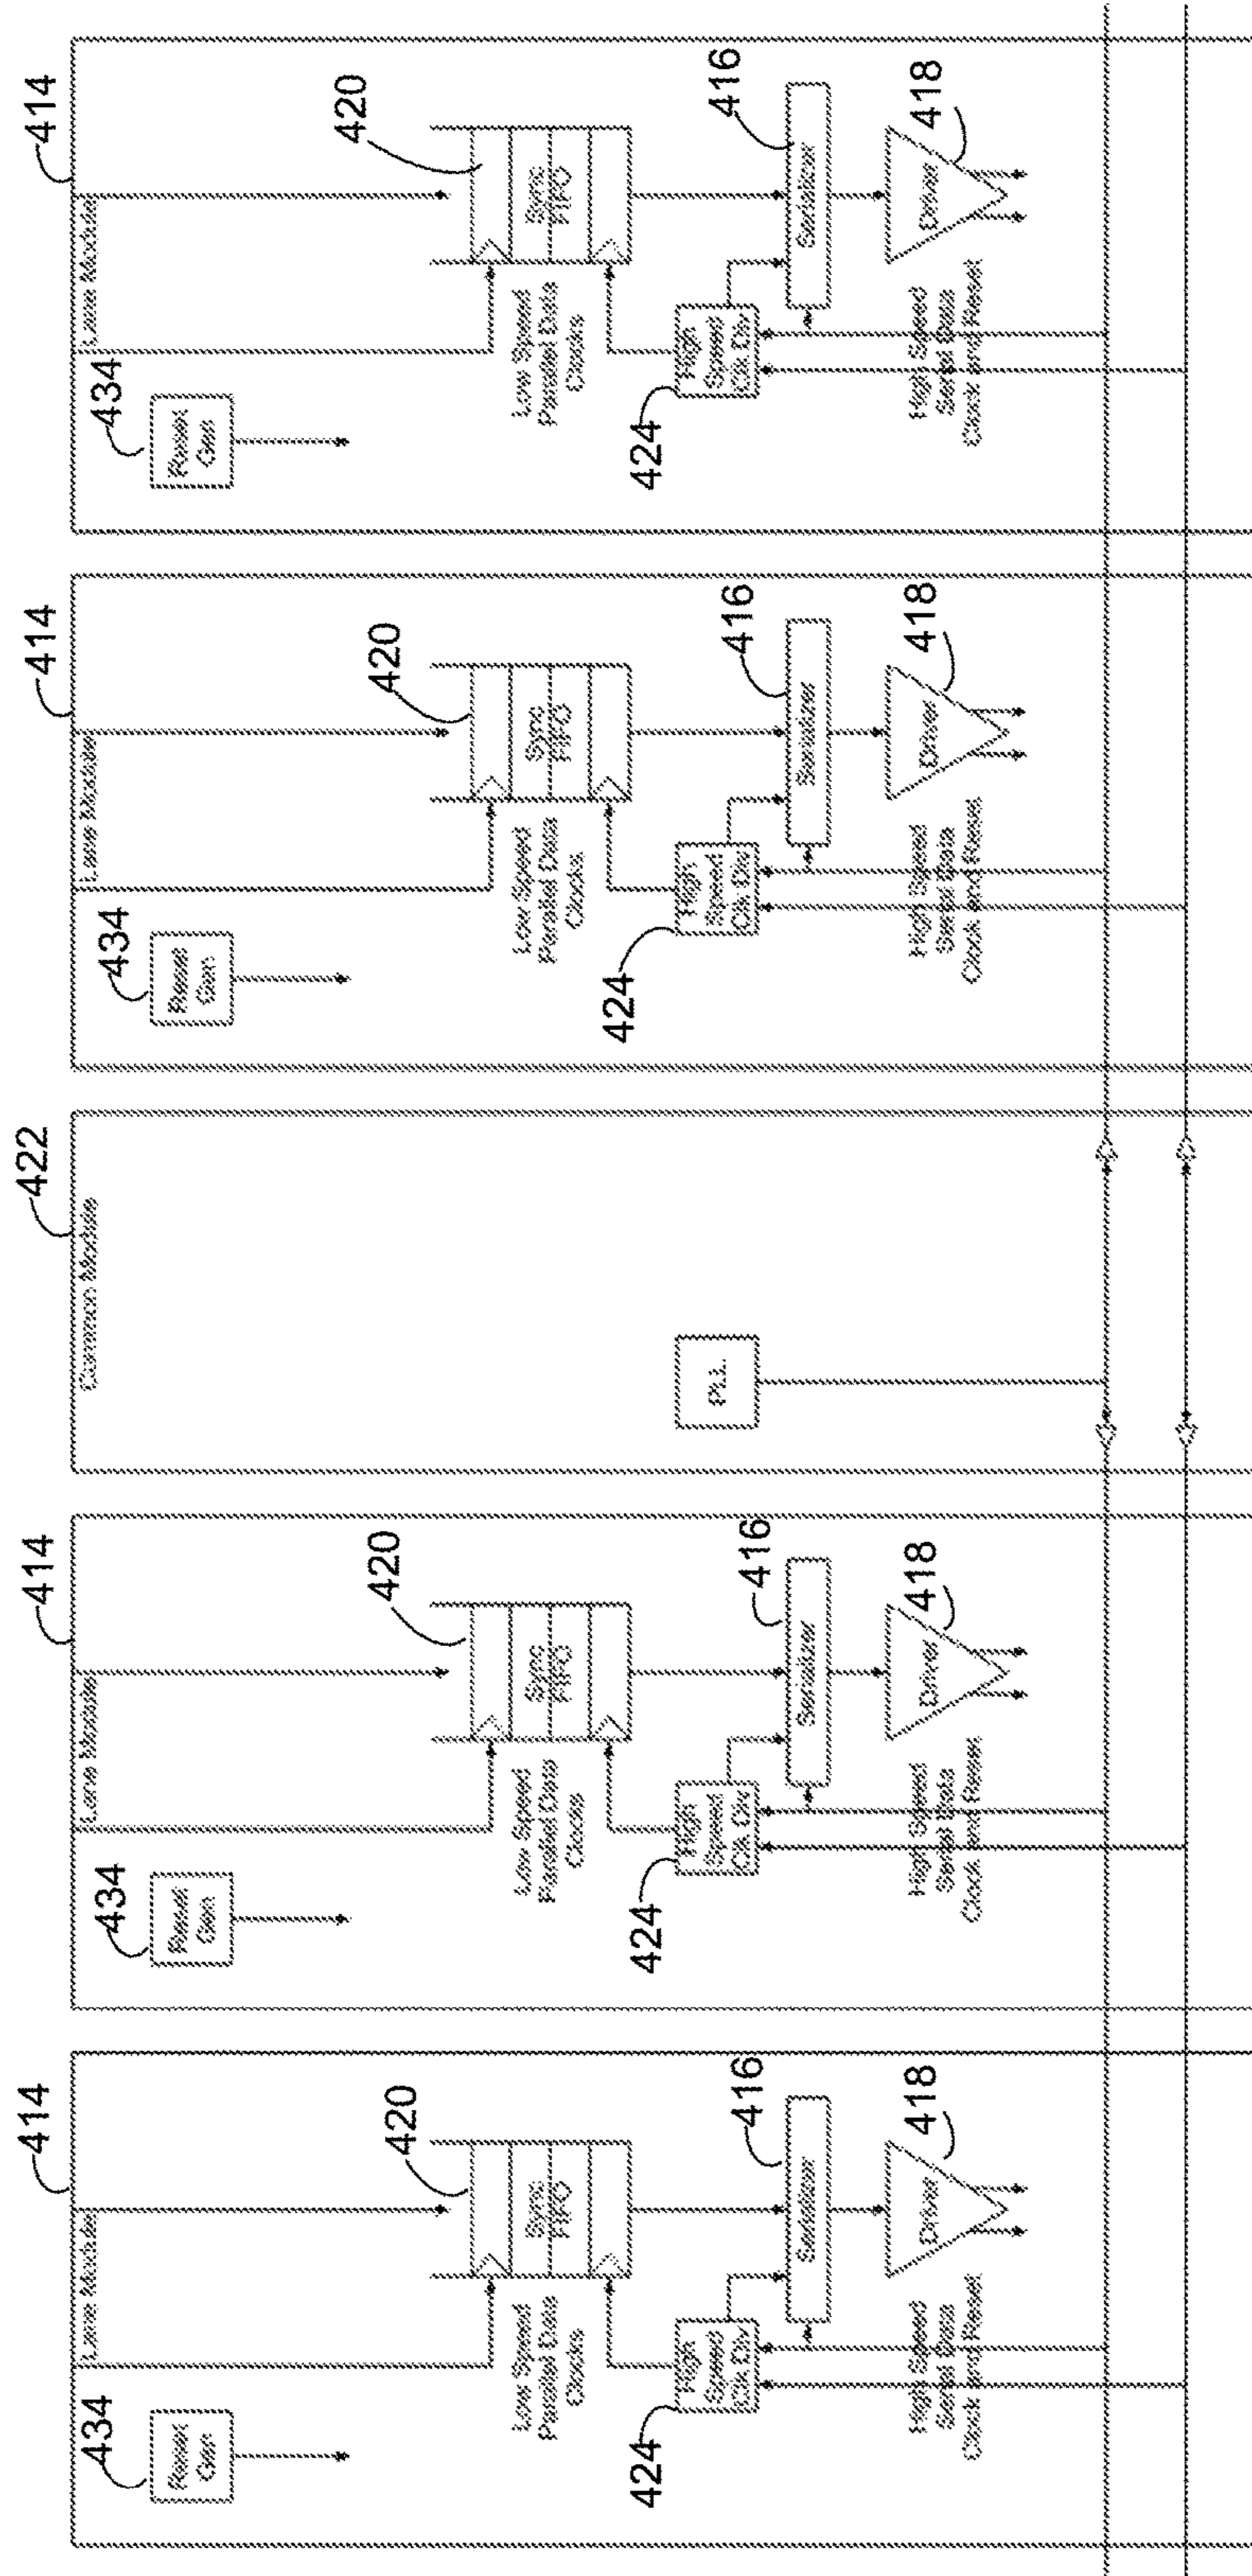 414
Lane Module
434
Reset
Gen
420
Sync
FIFO
Low Speed
Parallel Data
Clocks
424
High
Speed
Clk Div
416
Serializer
418
Driver
High Speed
Serial Data
Clock and Reset
414
Lane Module
434
Reset
Gen
420
Sync
FIFO
Low Speed
Parallel Data
Clocks
424
High
Speed
Clk Div
416
Serializer
418
Driver
High Speed
Serial Data
Clock and Reset
422
Common Module
PLL
414
Lane Module
434
Reset
Gen
420
Sync
FIFO
Low Speed
Parallel Data
Clocks
424
High
Speed
Clk Div
416
Serializer
418
Driver
High Speed
Serial Data
Clock and Reset
414
Lane Module
434
Reset
Gen
420
Sync
FIFO
Low Speed
Parallel Data
Clocks
424
High
Speed
Clk Div
416
Serializer
418
Driver
High Speed
Serial Data
Clock and Reset